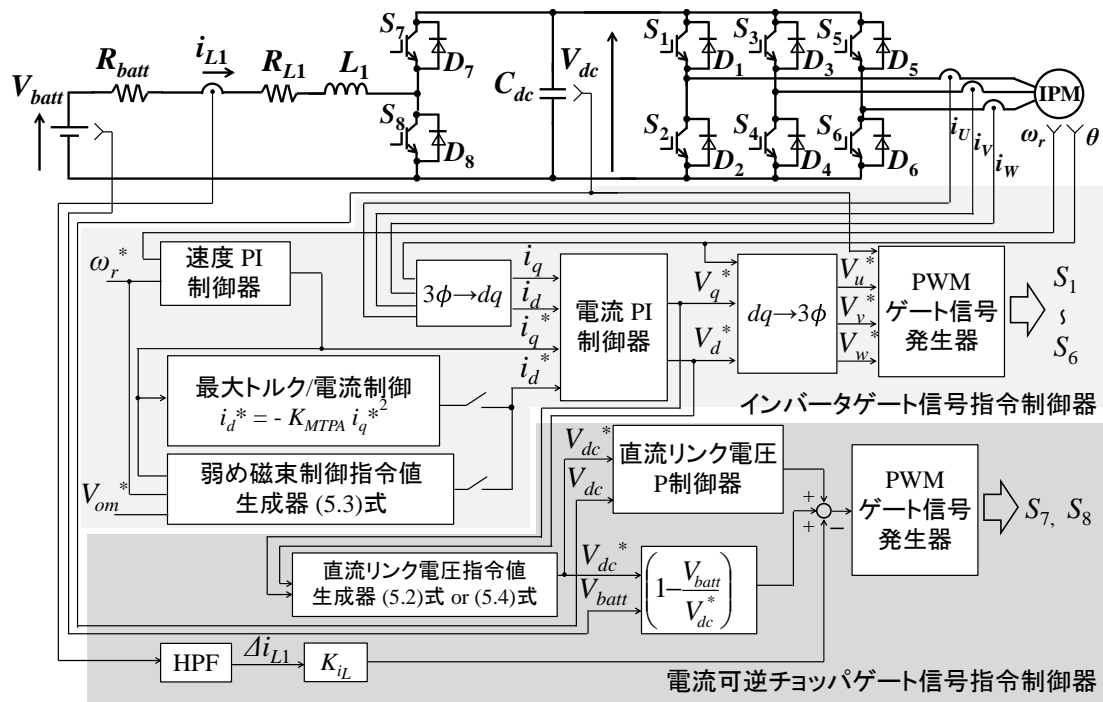 V_batt
R_batt
i_L1
R_L1
L_1
S_7
D_7
S_8
D_8
C_dc
V_dc
S_1
D_1
S_3
D_3
S_5
D_5
S_2
D_2
S_4
D_4
S_6
D_6
IPM
i_U
i_V
i_W
ω_r
θ
ω_r*
速度 PI
制御器
3ϕ→dq
i_q
i_d
i_q*
i_d*
電流 PI
制御器
V_q*
V_d*
dq→3ϕ
V_u*
V_v*
V_w*
PWM
ゲート信号
発生器
S_1
~
S_6
最大トルク/電流制御
i_d* = - K_MTPA i_q*²
インバータゲート信号指令制御器
V_om*
弱め磁束制御指令値
生成器 (5.3)式
V_dc*
V_dc
直流リンク電圧
P制御器
+
+
−
PWM
ゲート信号
発生器
S_7, S_8
直流リンク電圧指令値
生成器 (5.2)式 or (5.4)式
V_dc*
V_batt
(1−V_batt/V_dc*)
HPF
Δi_L1
K_iL
電流可逆チョッパゲート信号指令制御器